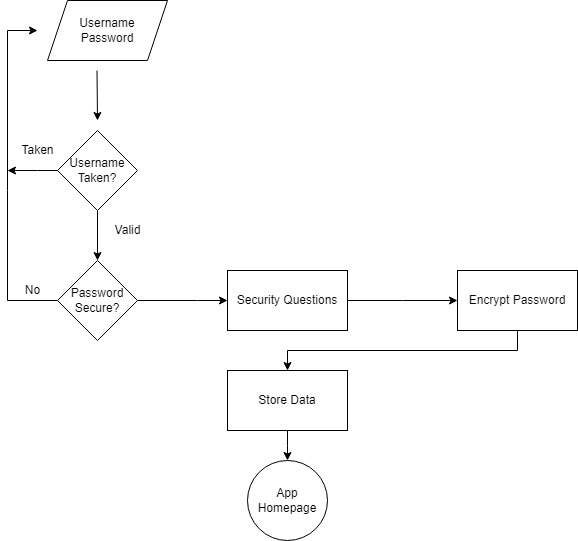 Username
Password
Taken
Username
Taken?
Valid
No
Password
Secure?
Security Questions
Encrypt Password
Store Data
App
Homepage